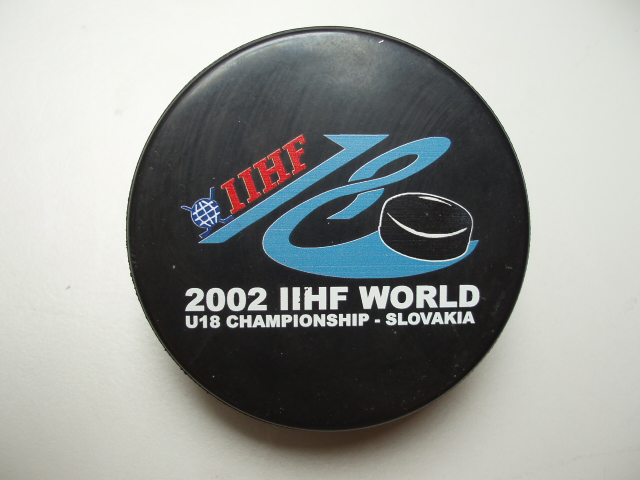 IIHF
18
2002 IIHF WORLD
U18 CHAMPIONSHIP - SLOVAKIA